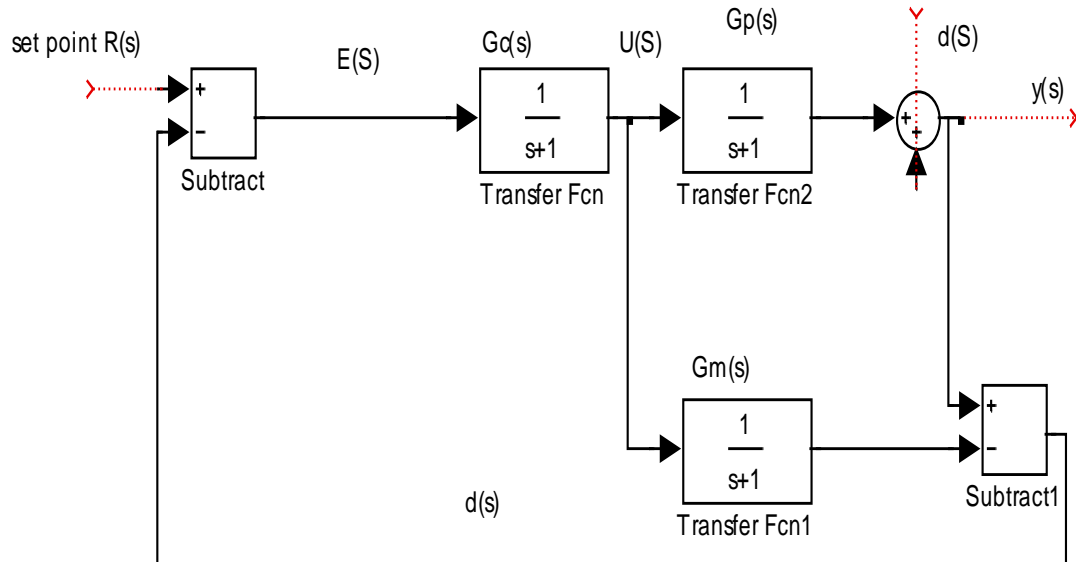 set point R(s)
E(S)
Gc(s)
U(S)
Gp(s)
d(S)
y(s)
+
−
Subtract
1
s+1
Transfer Fcn
1
s+1
Transfer Fcn2
+
+
Gm(s)
1
s+1
Transfer Fcn1
+
−
Subtract1
d(s)